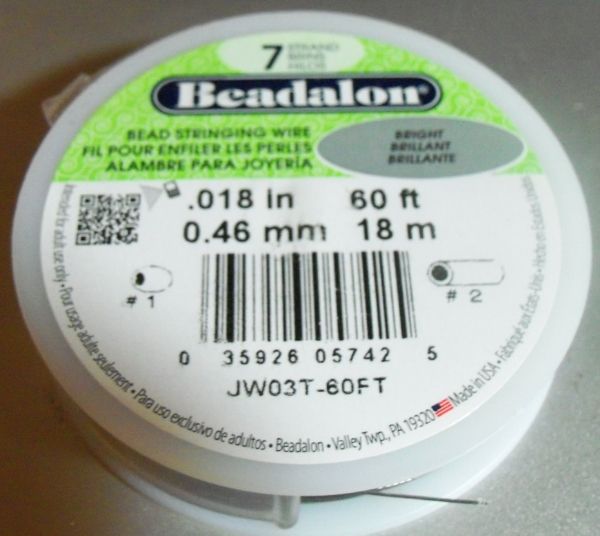 7 STRAND
BRINS
HILOS
Beadalon
BEAD STRINGING WIRE
FIL POUR ENFILER LES PERLES
ALAMBRE PARA JOYERÍA
BRIGHT
BRILLANT
BRILLANTE
.018 in 60 ft
0.46 mm 18 m
# 1
# 2
0 35926 05742 5
JW03T-60FT
Intended for adult use only. • Pour usage adulte seulement. • Para uso exclusivo de adultos • Beadalon • Valley Twp., PA 19320 Made in USA • Fabriqué aux États-Unis • Hecho en Estados Unidos